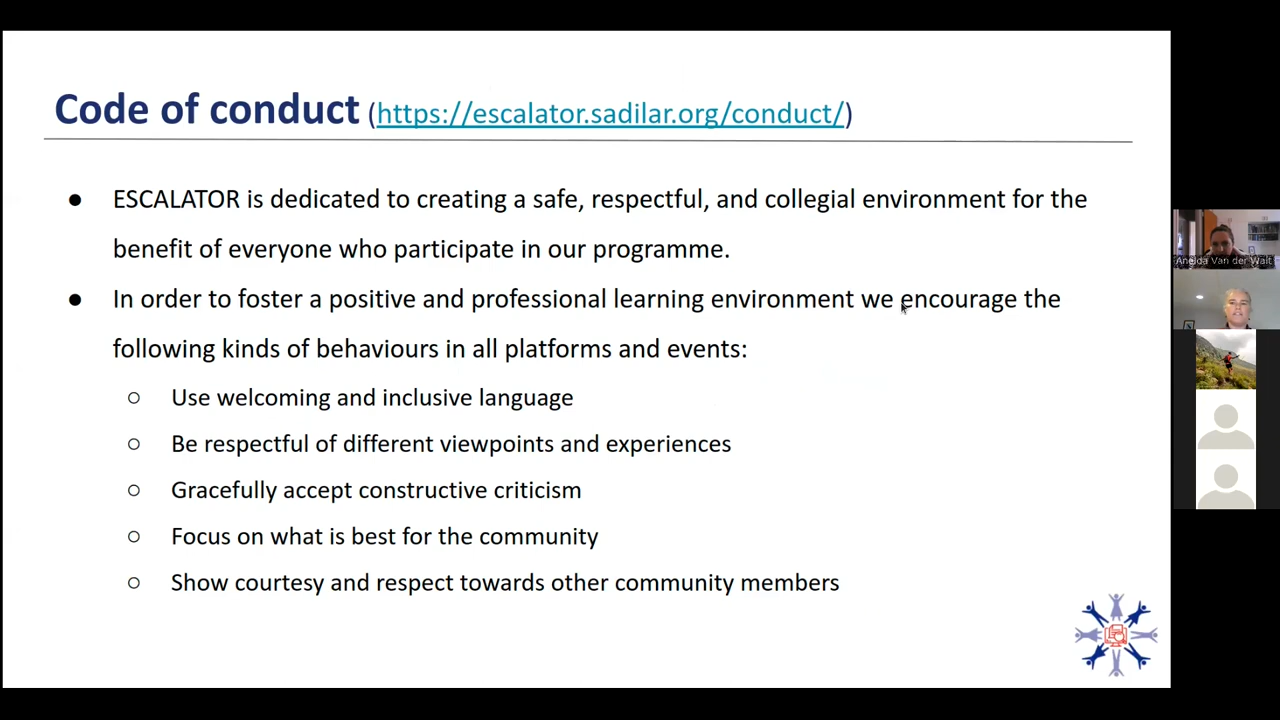 Code of conduct (https://escalator.sadilar.org/conduct/)
● ESCALATOR is dedicated to creating a safe, respectful, and collegial environment for the
benefit of everyone who participate in our programme.
● In order to foster a positive and professional learning environment we encourage the
following kinds of behaviours in all platforms and events:
○ Use welcoming and inclusive language
○ Be respectful of different viewpoints and experiences
○ Gracefully accept constructive criticism
○ Focus on what is best for the community
○ Show courtesy and respect towards other community members
Anelda Van der Walt